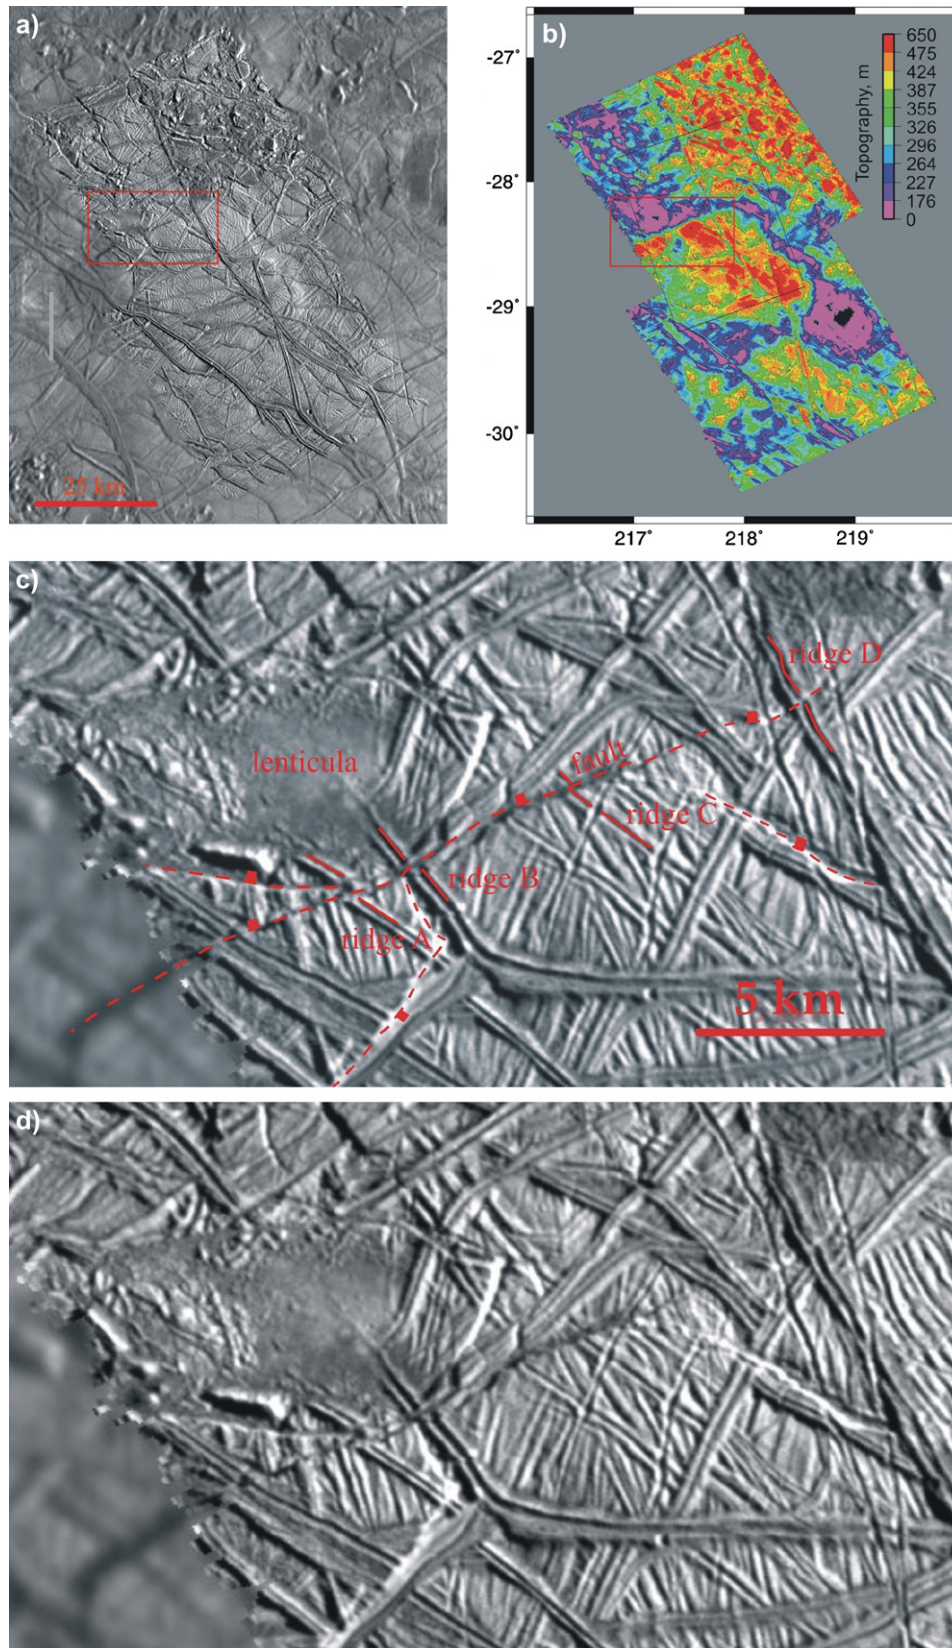 a)
25 km
b)
-27°
-28°
-29°
-30°
217°
218°
219°
Topography, m
650
475
424
387
355
326
296
264
227
176
0
c)
ridge D
lenticula
fault
ridge C
ridge B
ridge A
5 km
d)